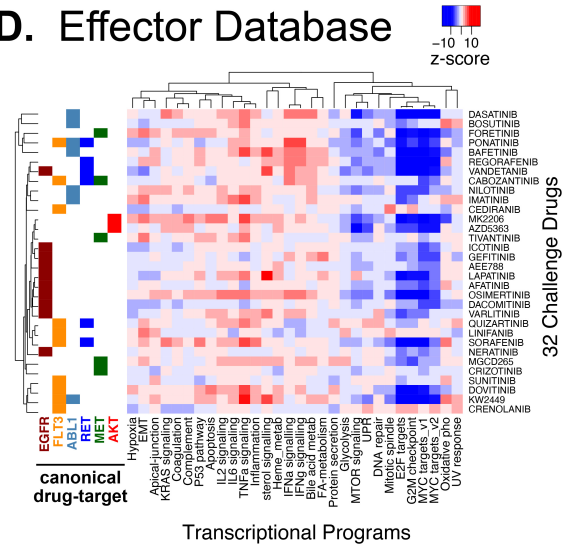 D. Effector Database
−10 10
z-score
DASATINIB
BOSUTINIB
FORETINIB
PONATINIB
BAFETINIB
REGORAFENIB
VANDETANIB
CABOZANTINIB
NILOTINIB
IMATINIB
CEDIRANIB
MK2206
AZD5363
TIVANTINIB
ICOTINIB
GEFITINIB
AEE788
LAPATINIB
AFATINIB
OSIMERTINIB
DACOMITINIB
VARLITINIB
QUIZARTINIB
LINIFANIB
SORAFENIB
NERATINIB
MGCD265
CRIZOTINIB
SUNITINIB
DOVITINIB
KW2449
CRENOLANIB
32 Challenge Drugs
EGFR
FLT3
ABL1
RET
MET
AKT
canonical
drug-target
Hypoxia
EMT
Apical-junction
KRAS signaling
Coagulation
Complement
P53 pathway
Apoptosis
IL2 signaling
IL6 signaling
TNFa signaling
Inflammation
sterol signalling
Heme_metab
IFNa signalling
IFNg signalling
Bile acid metab
FA-metabolism
Protein secretion
Glycolysis
MTOR signaling
UPR
DNA repair
Mitotic spindle
E2F targets
G2M checkpoint
MYC targets_v1
MYC targets_v2
Oxidative pho
UV response
Transcriptional Programs